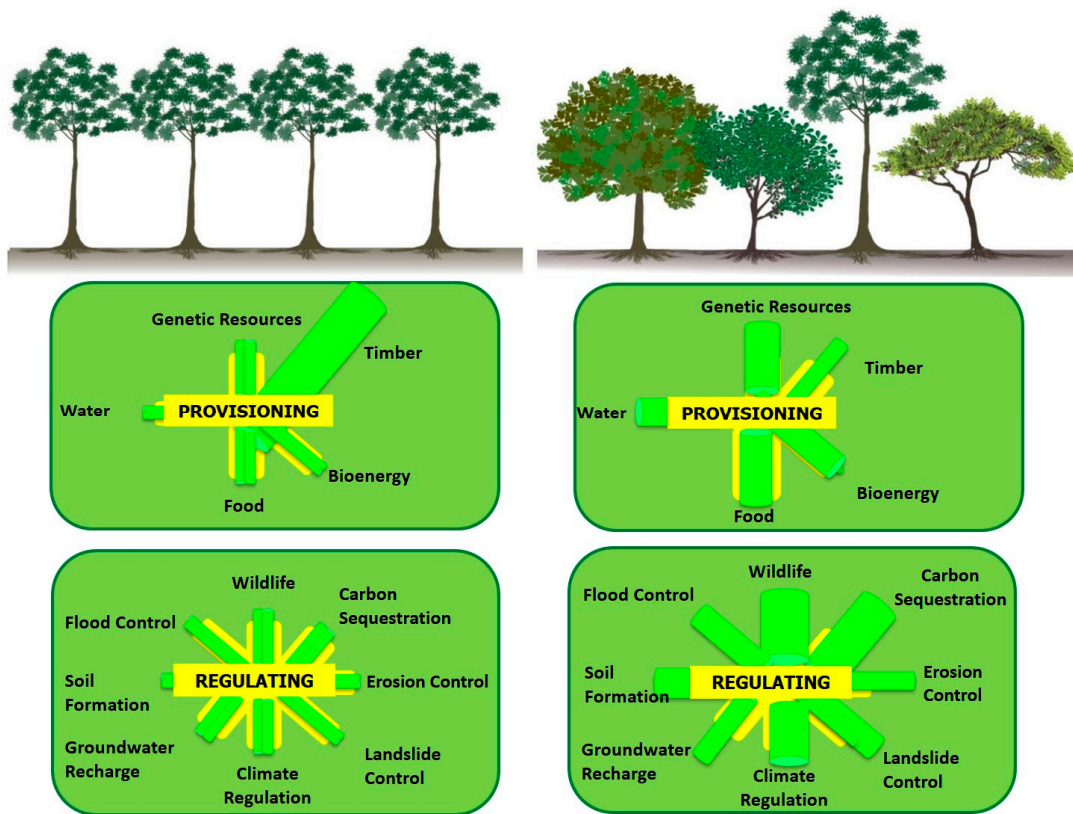 Genetic Resources
Timber
Water
PROVISIONING
Bioenergy
Food
Genetic Resources
Timber
Water
PROVISIONING
Bioenergy
Food
Wildlife
Carbon
Sequestration
Flood Control
Soil
Formation
REGULATING
Erosion Control
Groundwater
Recharge
Landslide
Control
Climate
Regulation
Wildlife
Carbon
Sequestration
Flood Control
Soil
Formation
REGULATING
Erosion
Control
Groundwater
Recharge
Landslide
Control
Climate
Regulation